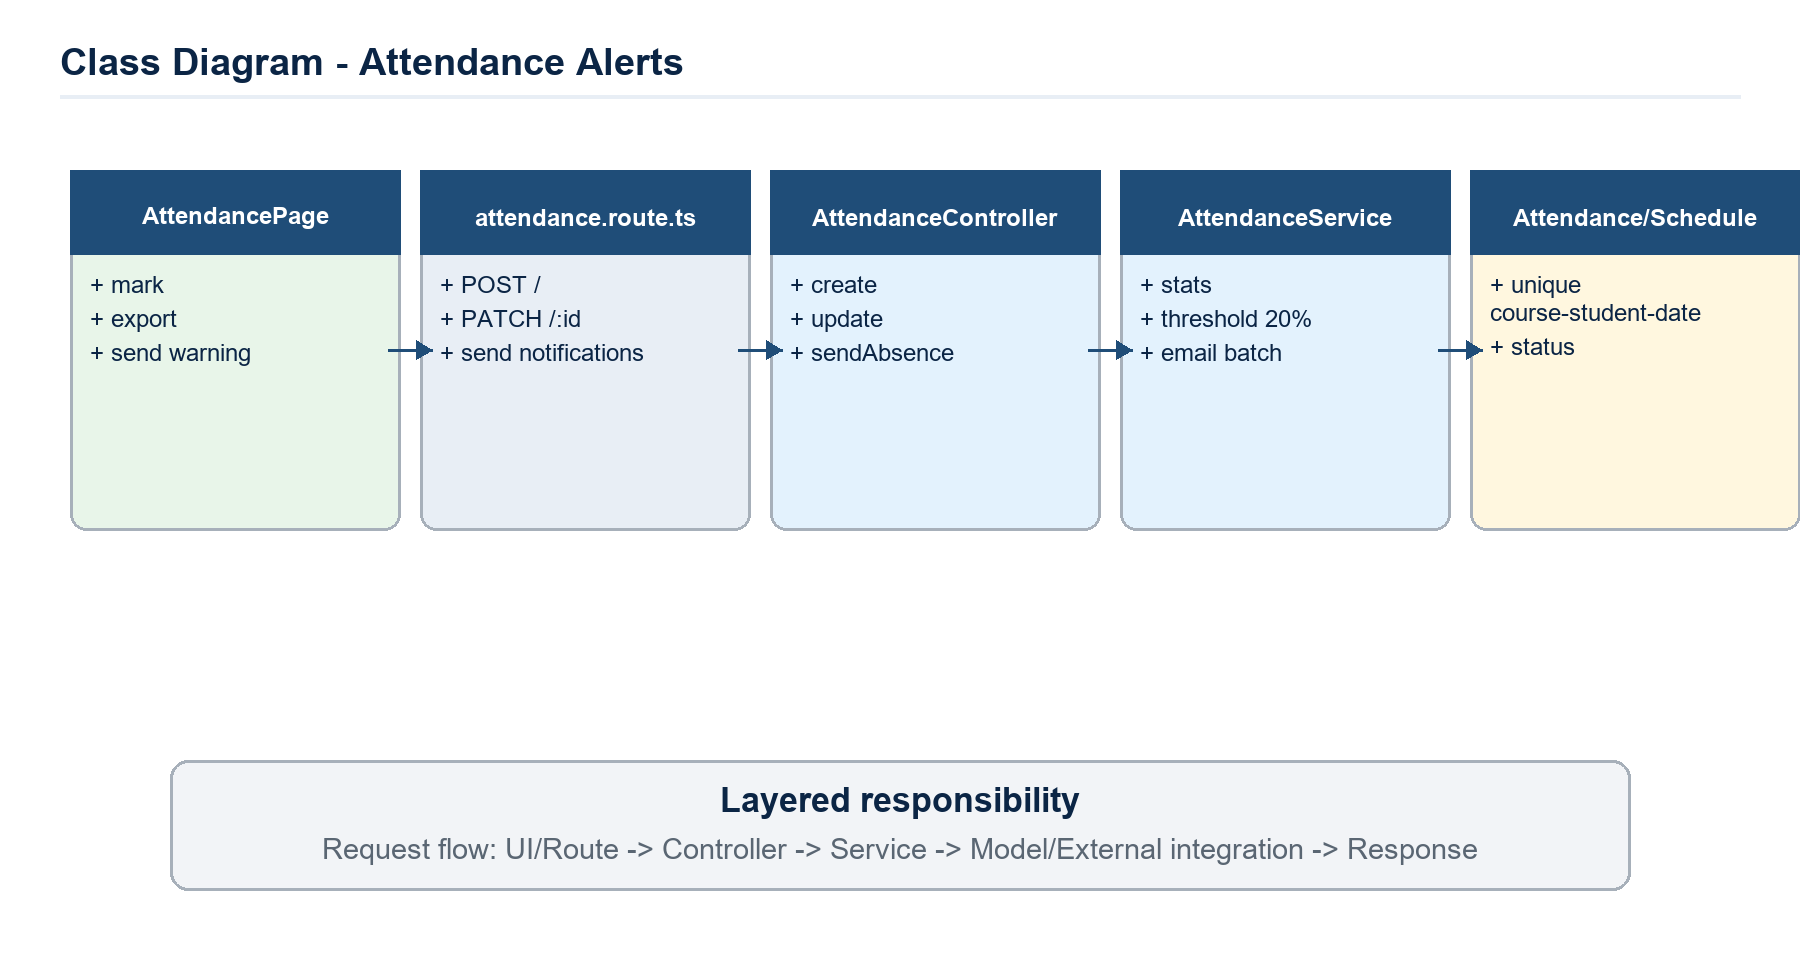 Class Diagram - Attendance Alerts
AttendancePage
+ mark
+ export
+ send warning
attendance.route.ts
+ POST /
+ PATCH /:id
+ send notifications
AttendanceController
+ create
+ update
+ sendAbsence
AttendanceService
+ stats
+ threshold 20%
+ email batch
Attendance/Schedule
+ unique
course-student-date
+ status
Layered responsibility
Request flow: UI/Route -> Controller -> Service -> Model/External integration -> Response